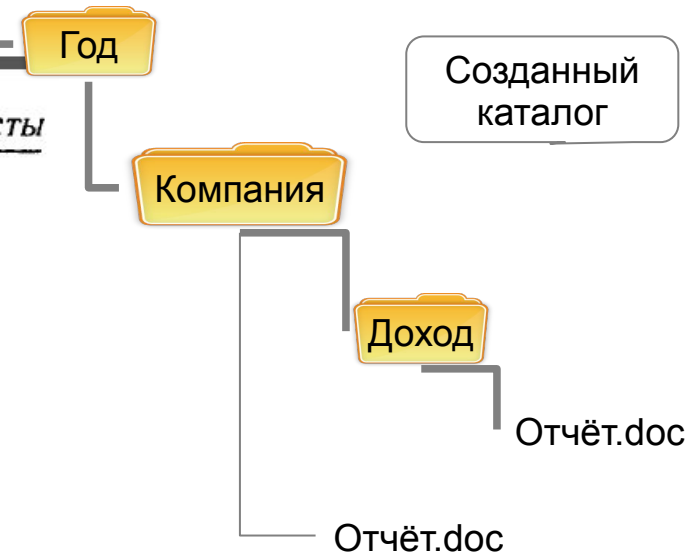 Год
Созданный
каталог
Компания
Доход
Отчёт.doc
Отчёт.doc